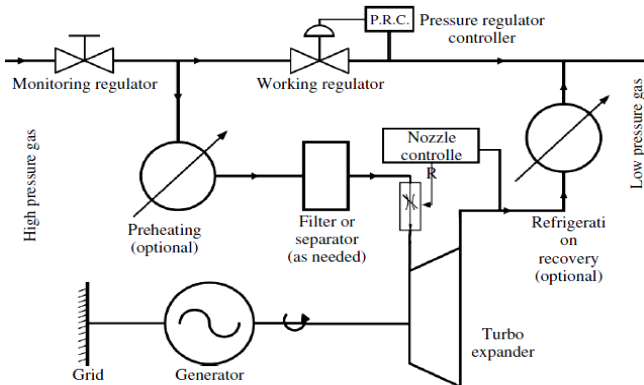 P.R.C.
Pressure regulator
controller
Monitoring regulator
Working regulator
High pressure gas
Low pressure gas
Nozzle
controlle
R
Preheating
(optional)
Filter or
separator
(as needed)
Refrigerati
on
recovery
(optional)
Turbo
expander
Grid
Generator